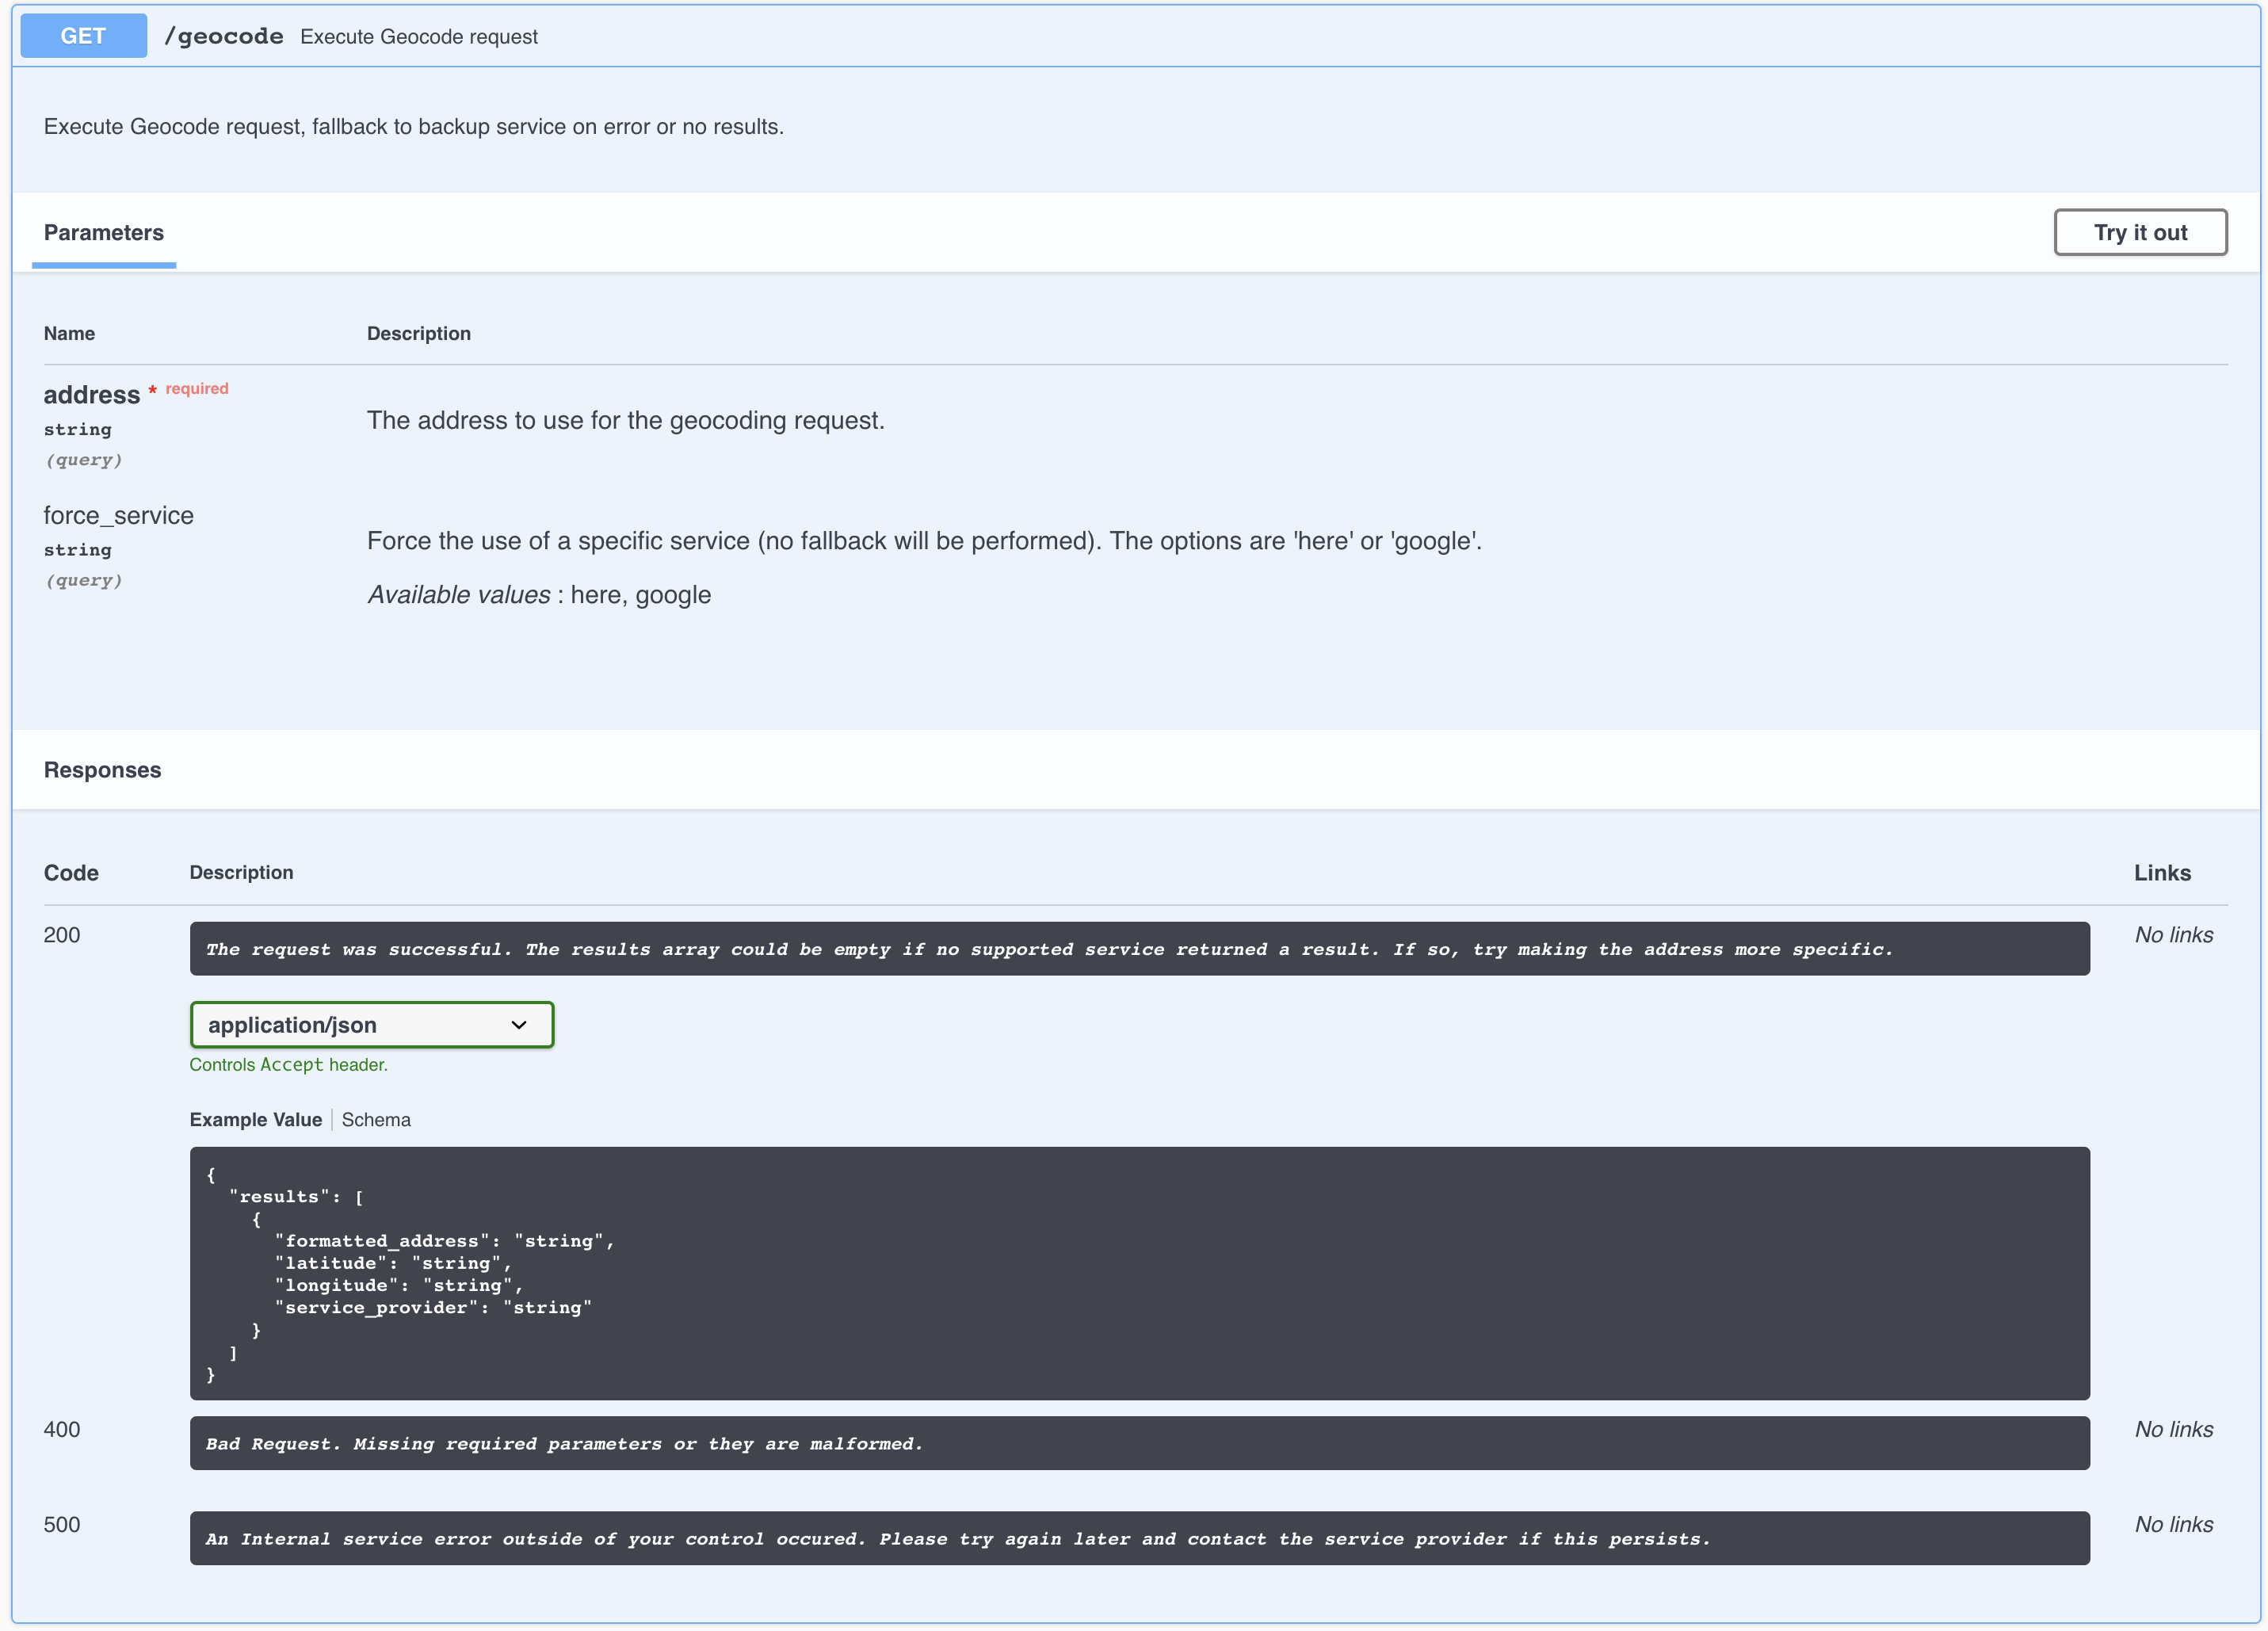 GET /geocode Execute Geocode request
Execute Geocode request, fallback to backup service on error or no results.
Parameters Try it out
Name Description
address * required
string
(query)
The address to use for the geocoding request.
force_service
string
(query)
Force the use of a specific service (no fallback will be performed). The options are 'here' or 'google'.
Available values : here, google
Responses
Code Description Links
200 The request was successful. The results array could be empty if no supported service returned a result. If so, try making the address more specific. No links
application/json
Controls Accept header.
Example Value Schema
{
  "results": [
    {
      "formatted_address": "string",
      "latitude": "string",
      "longitude": "string",
      "service_provider": "string"
    }
  ]
}
400 Bad Request. Missing required parameters or they are malformed. No links
500 An Internal service error outside of your control occured. Please try again later and contact the service provider if this persists. No links